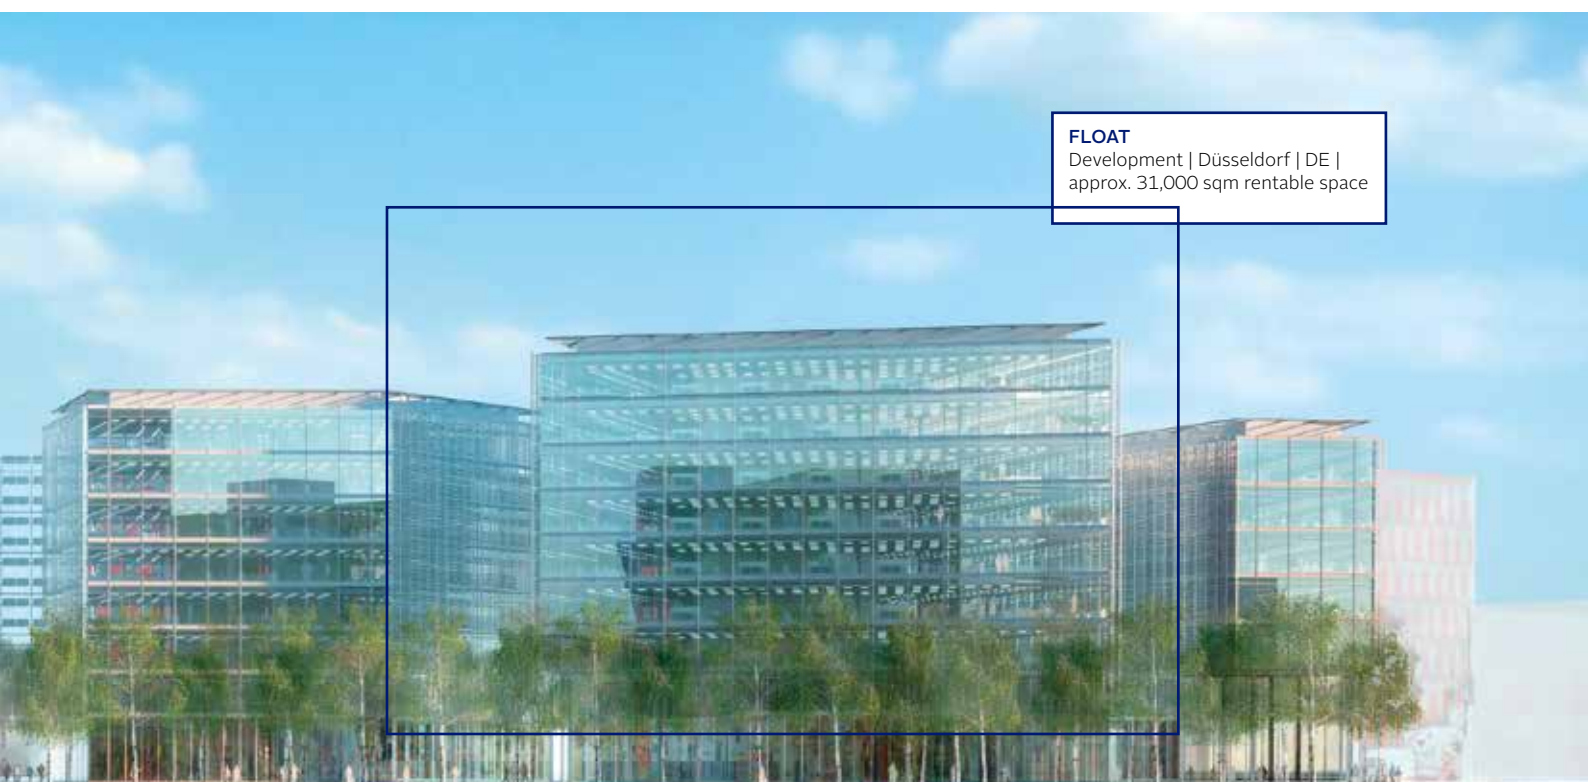 FLOAT
Development | Düsseldorf | DE |
approx. 31,000 sqm rentable space